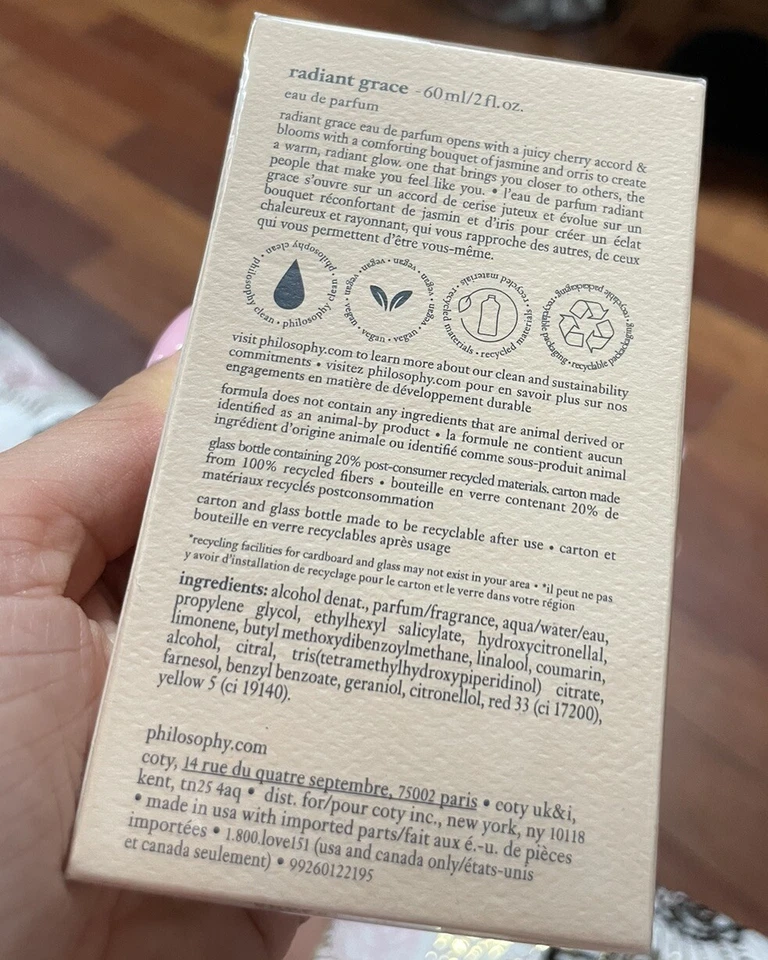 radiant grace - 60ml/2fl.oz.
eau de parfum
radiant grace eau de parfum opens with a juicy cherry accord &
blooms with a comforting bouquet of jasmine and orris to create
a warm, radiant glow. one that brings you closer to others, the
people that make you feel like you. • l'eau de parfum radiant
grace s'ouvre sur un accord de cerise juteux et évolue sur un
bouquet réconfortant de jasmin et d'iris pour créer un éclat
chaleureux et rayonnant, qui vous rapproche des autres, de ceux
qui vous permettent d'être vous-même.
philosophy clean • philosophy clean • philosophy clean •
vegan • vegan • vegan • vegan • vegan • vegan •
recycled materials • recycled materials • recycled materials •
recyclable packaging • recyclable packaging • recyclable packaging •
visit philosophy.com to learn more about our clean and sustainability
commitments • visitez philosophy.com pour en savoir plus sur nos
engagements en matière de développement durable
formula does not contain any ingredients that are animal derived or
identified as an animal-by product • la formule ne contient aucun
ingrédient d'origine animale ou identifié comme sous-produit animal
glass bottle containing 20% post-consumer recycled materials. carton made
from 100% recycled fibers • bouteille en verre contenant 20% de
matériaux recyclés postconsommation
carton and glass bottle made to be recyclable after use • carton et
bouteille en verre recyclables après usage
*recycling facilities for cardboard and glass may not exist in your area • *il peut ne pas
y avoir d'installation de recyclage pour le carton et le verre dans votre région
ingredients: alcohol denat., parfum/fragrance, aqua/water/eau,
propylene glycol, ethylhexyl salicylate, hydroxycitronellal,
limonene, butyl methoxydibenzoylmethane, linalool, coumarin,
alcohol, citral, tris(tetramethylhydroxypiperidinol) citrate,
farnesol, benzyl benzoate, geraniol, citronellol, red 33 (ci 17200),
yellow 5 (ci 19140).
philosophy.com
coty, 14 rue du quatre septembre, 75002 paris • coty uk&i,
kent, tn25 4aq • dist. for/pour coty inc., new york, ny 10118
• made in usa with imported parts/fait aux é.-u. de pièces
importées • 1.800.love151 (usa and canada only/états-unis
et canada seulement) • 99260122195